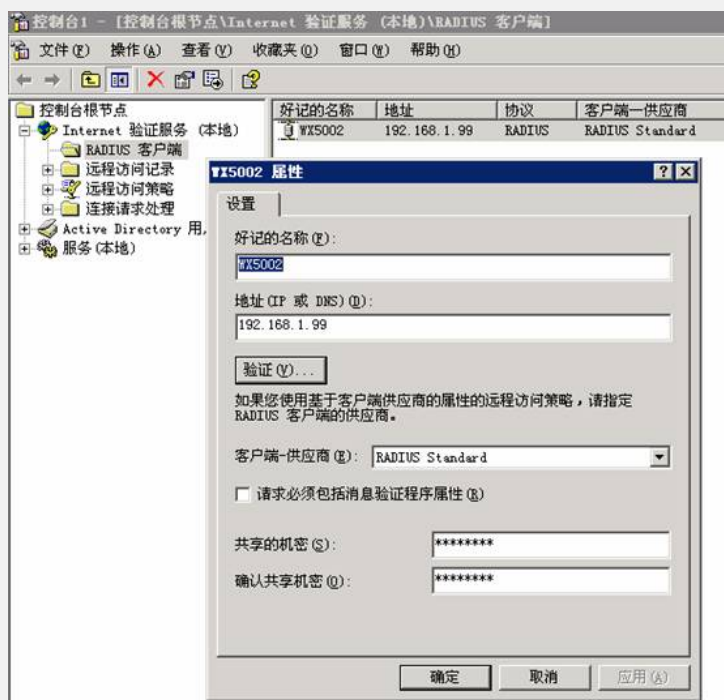 控制台1 - [控制台根节点\Internet 验证服务 (本地)\RADIUS 客户端]
文件(F) 操作(A) 查看(V) 收藏夹(O) 窗口(W) 帮助(H)
控制台根节点
Internet 验证服务 (本地)
RADIUS 客户端
远程访问记录
远程访问策略
连接请求处理
Active Directory 用
服务(本地)
好记的名称 地址 协议 客户端—供应商
WX5002 192.168.1.99 RADIUS RADIUS Standard
WX5002 属性
设置
好记的名称(F):
WX5002
地址(IP 或 DNS)(D):
192.168.1.99
验证(V)...
如果您使用基于客户端供应商的属性的远程访问策略，请指定
RADIUS 客户端的供应商。
客户端-供应商(E): RADIUS Standard
请求必须包括消息验证程序属性(R)
共享的机密(S): ********
确认共享机密(O): ********
确定 取消 应用(A)